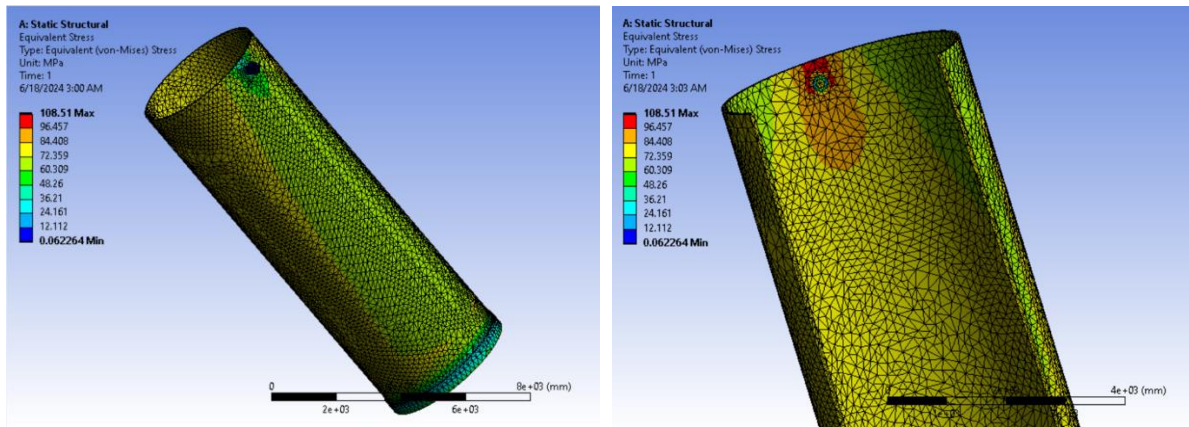 A: Static Structural
Equivalent Stress
Type: Equivalent (von-Mises) Stress
Unit: MPa
Time: 1
6/18/2024 3:00 AM
108.51 Max
96.457
84.408
72.359
60.309
48.26
36.21
24.161
12.112
0.062264 Min
0
8e+03 (mm)
2e+03
6e+03
A: Static Structural
Equivalent Stress
Type: Equivalent (von-Mises) Stress
Unit: MPa
Time: 1
6/18/2024 3:03 AM
108.51 Max
96.457
84.408
72.359
60.309
48.26
36.21
24.161
12.112
0.062264 Min
4e+03 (mm)